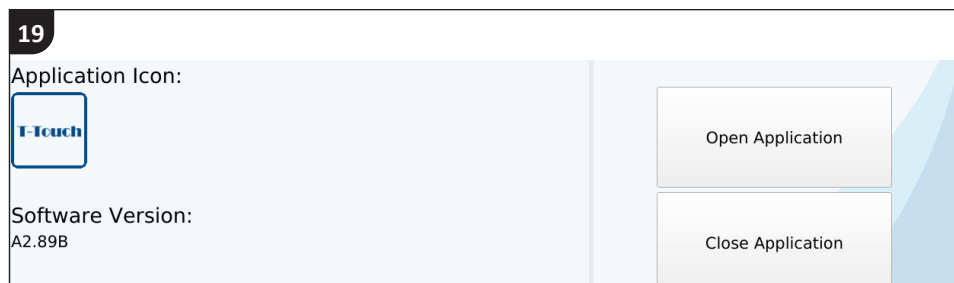 19
Application Icon:
T-Touch
Open Application
Software Version:
A2.89B
Close Application